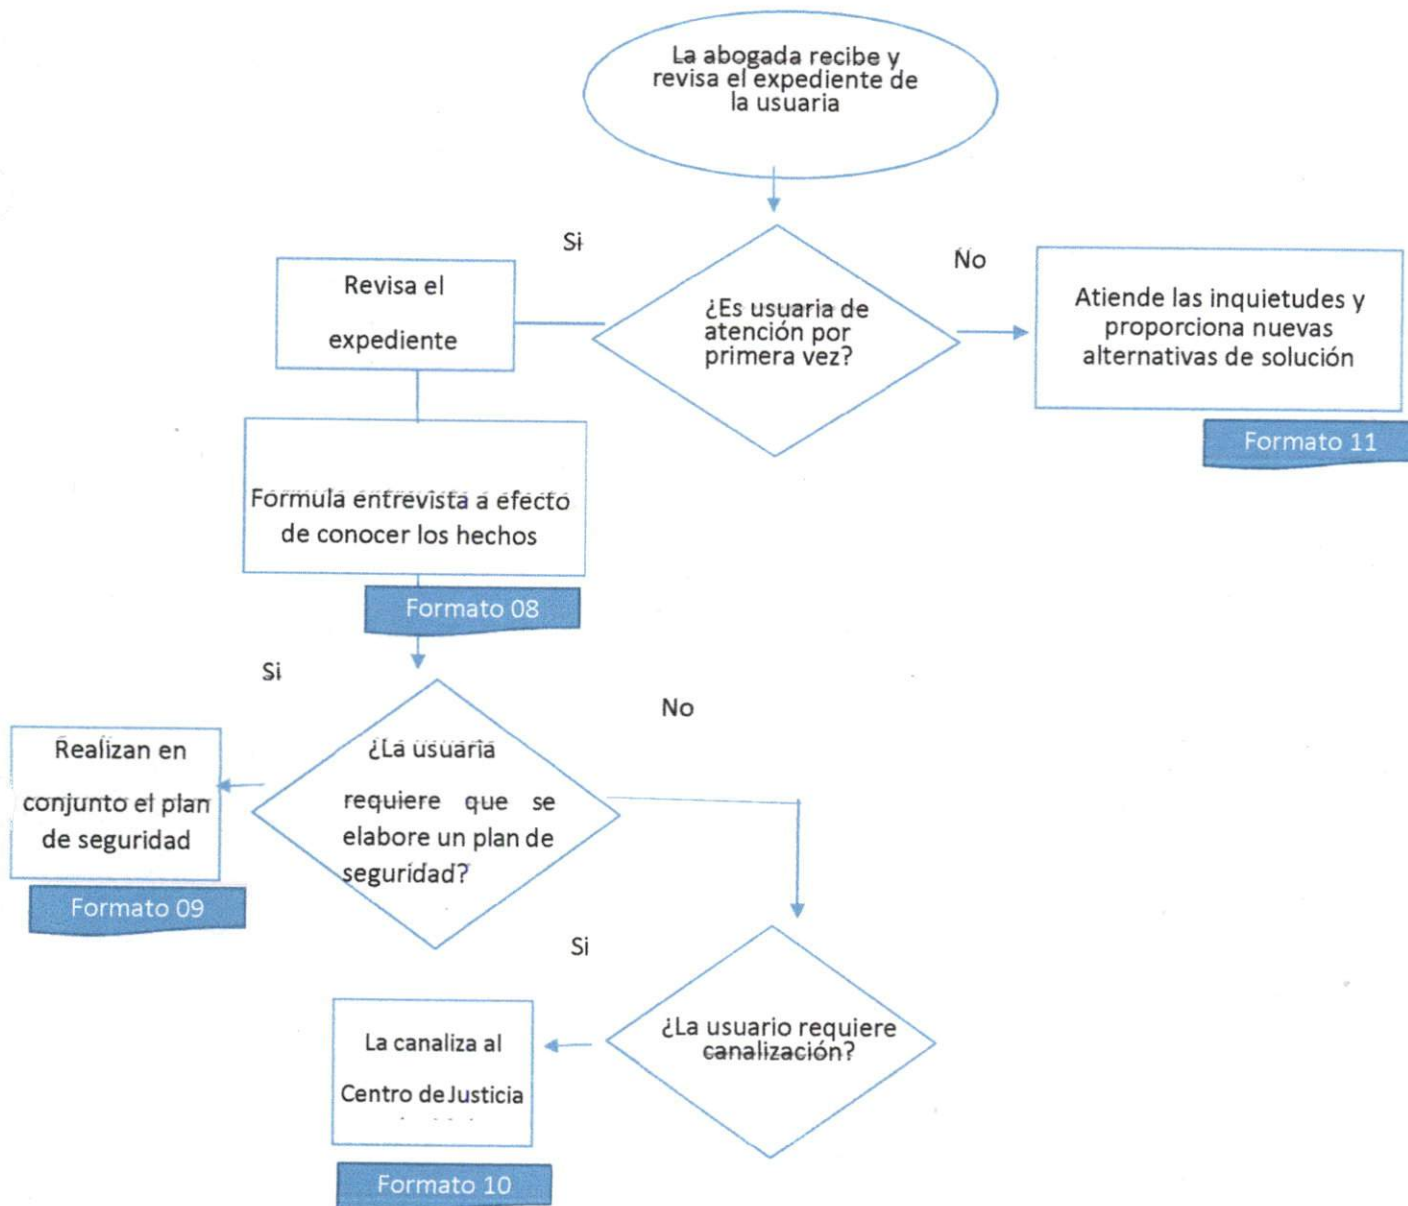 La abogada recibe y
revisa el expediente de
la usuaria
Si
No
Revisa el
expediente
¿Es usuaria de
atención por
primera vez?
Atiende las inquietudes y
proporciona nuevas
alternativas de solución
Formato 11
Formula entrevista a efecto
de conocer los hechos
Formato 08
Si
No
Realizan en
conjunto el plan
de seguridad
¿La usuaria
requiere que se
elabore un plan de
seguridad?
Formato 09
Si
La canaliza al
Centro de Justicia
¿La usuario requiere
canalización?
Formato 10